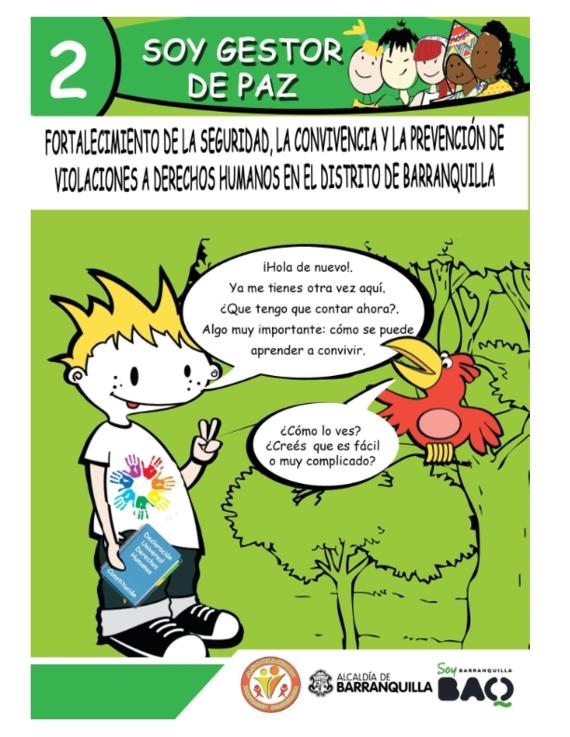 2
SOY GESTOR
DE PAZ
FORTALECIMIENTO DE LA SEGURIDAD, LA CONVIVENCIA Y LA PREVENCIÓN DE
VIOLACIONES A DERECHOS HUMANOS EN EL DISTRITO DE BARRANQUILLA
¡Hola de nuevo!.
Ya me tienes otra vez aquí.
¿Que tengo que contar ahora?.
Algo muy importante: cómo se puede
aprender a convivir.
¿Cómo lo ves?
¿Creés que es fácil
o muy complicado?
Declaración
Universal
Derechos
Humanos
Constitución
ALCALDÍA DE
BARRANQUILLA
Soy BARRANQUILLA
BAQ